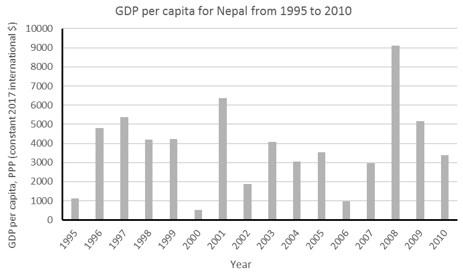 GDP per capita for Nepal from 1995 to 2010
GDP per capita, PPP (constant 2017 international $)
10000
9000
8000
7000
6000
5000
4000
3000
2000
1000
0
1995 1996 1997 1998 1999 2000 2001 2002 2003 2004 2005 2006 2007 2008 2009 2010
Year